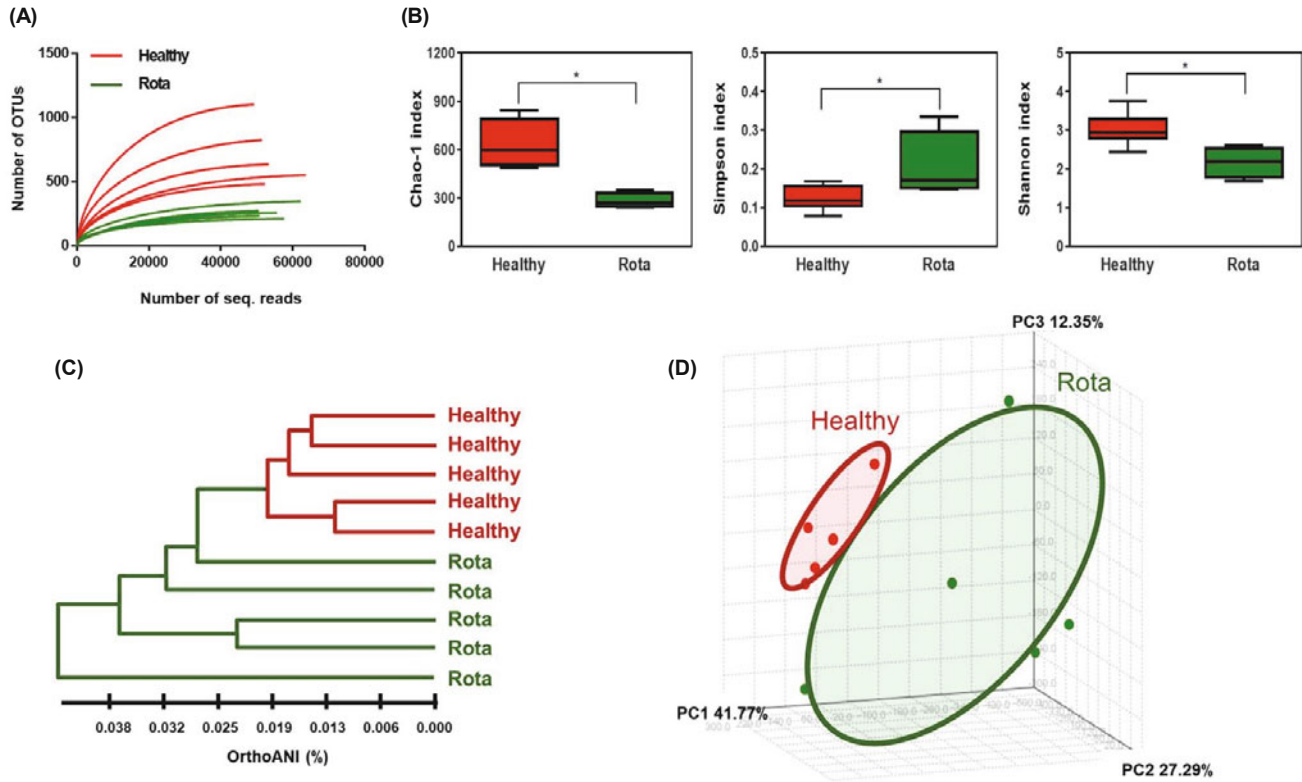 (A)
Number of OTUs
1500
1000
500
0
Healthy
Rota
0 20000 40000 60000 80000
Number of seq. reads
(B)
Chao-1 index
1200
900
600
300
0
*
Healthy Rota
Simpson index
0.5
0.4
0.3
0.2
0.1
0.0
*
Healthy Rota
Shannon index
5
4
3
2
1
0
*
Healthy Rota
(C)
Healthy
Healthy
Healthy
Healthy
Healthy
Rota
Rota
Rota
Rota
Rota
0.038 0.032 0.025 0.019 0.013 0.006 0.000
OrthoANI (%)
(D)
PC3 12.35%
Rota
Healthy
PC1 41.77%
PC2 27.29%